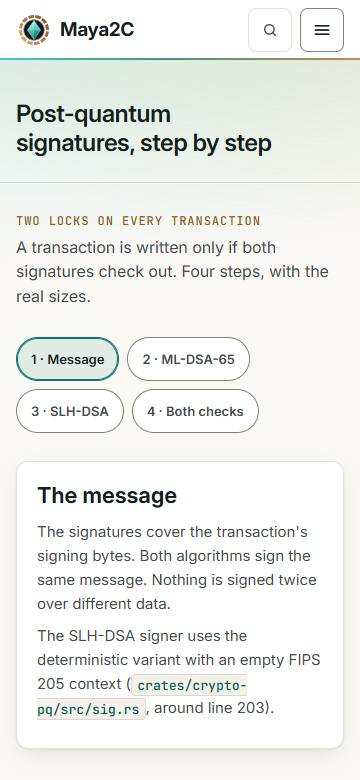 Maya2C
Post-quantum
signatures, step by step
TWO LOCKS ON EVERY TRANSACTION
A transaction is written only if both
signatures check out. Four steps, with the
real sizes.
1 · Message
2 · ML-DSA-65
3 · SLH-DSA
4 · Both checks
The message
The signatures cover the transaction's
signing bytes. Both algorithms sign the
same message. Nothing is signed twice
over different data.
The SLH-DSA signer uses the
deterministic variant with an empty FIPS
205 context (crates/crypto-
pq/src/sig.rs, around line 203).